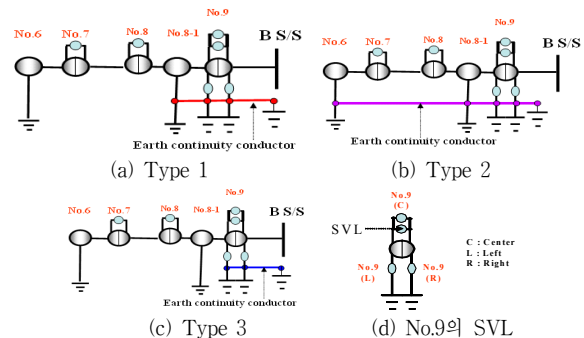 No.6 No.7 No.8 No.8-1 No.9
B S/S
Earth continuity conductor
(a) Type 1
No.6 No.7 No.8 No.8-1 No.9
B S/S
Earth continuity conductor
(b) Type 2
No.6 No.7 No.8 No.8-1 No.9
B S/S
Earth continuity conductor
(c) Type 3
No.9
(C)
SVL
C : Center
L : Left
R : Right
No.9
(L)
No.9
(R)
(d) No.9의 SVL